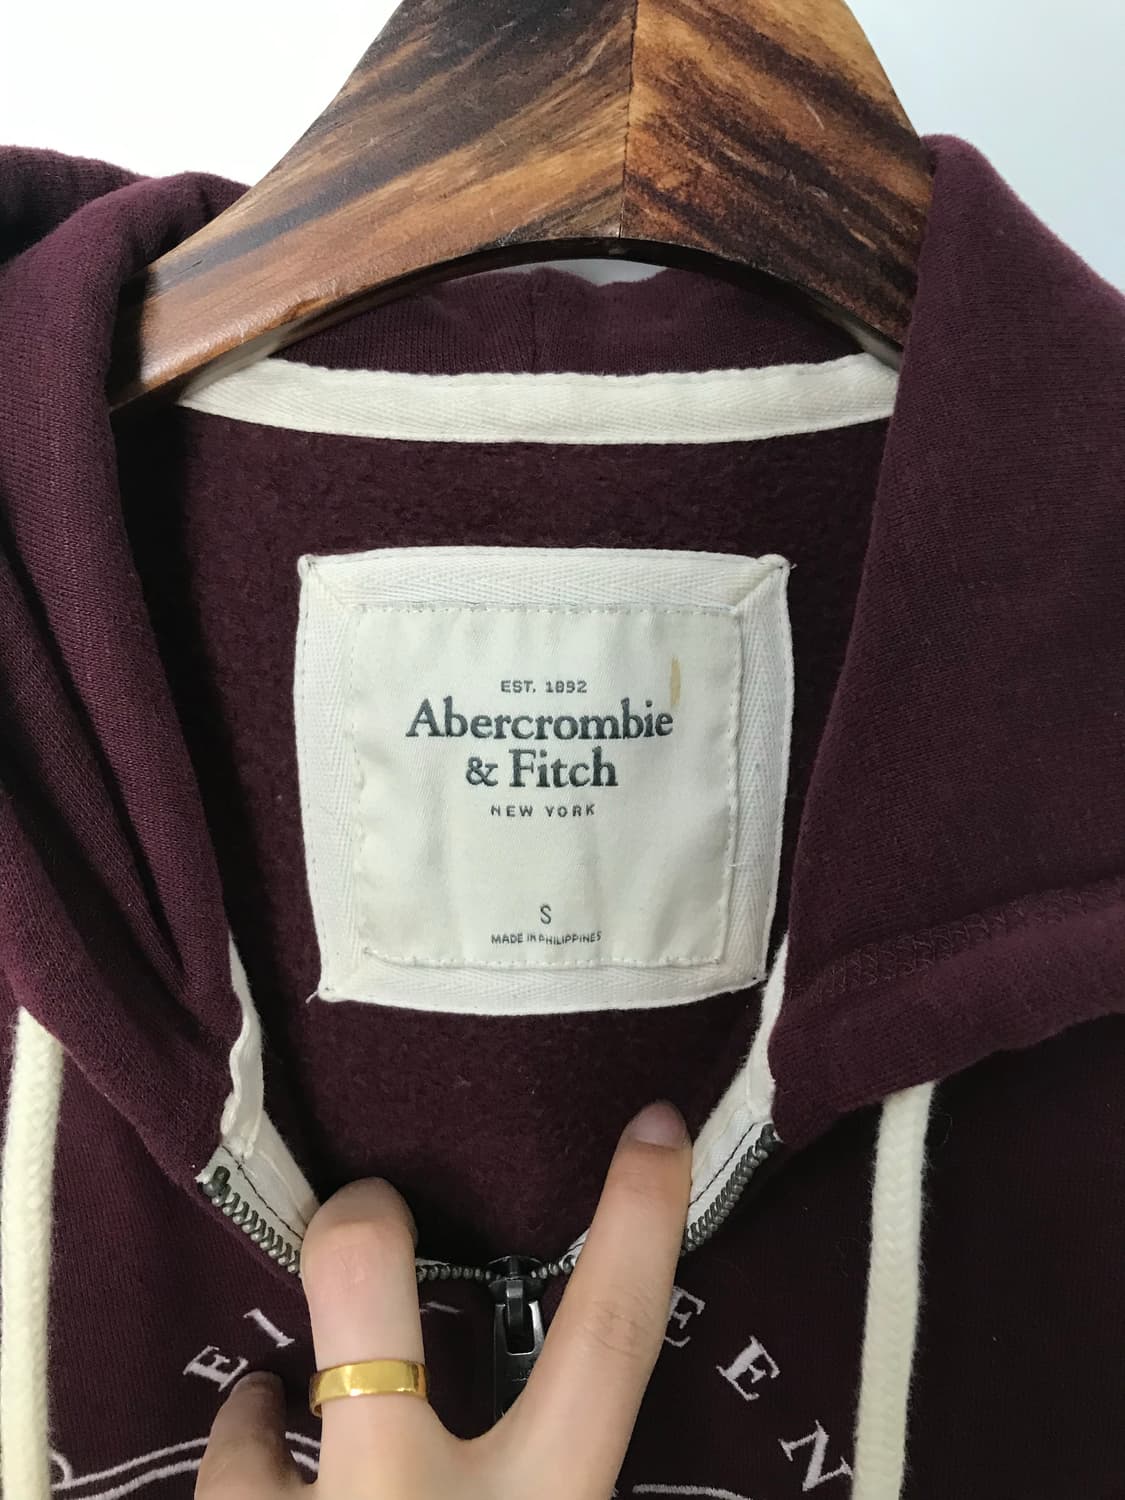 EST. 1892
Abercrombie
& Fitch
NEW YORK
S
MADE IN PHILIPPINES